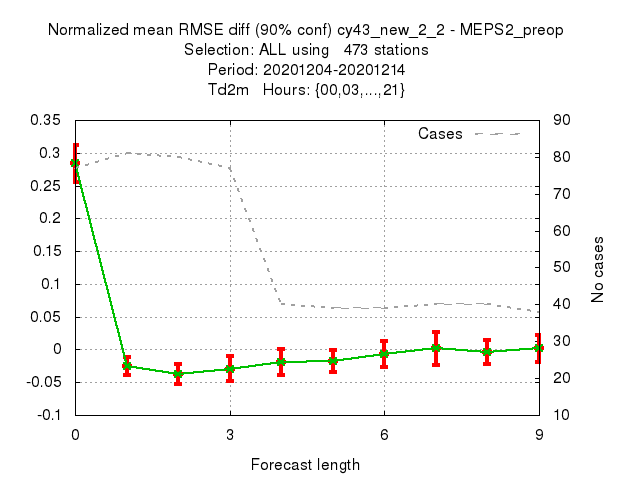 Normalized mean RMSE diff (90% conf) cy43_new_2_2 - MEPS2_preop
Selection: ALL using 473 stations
Period: 20201204-20201214
Td2m Hours: {00,03,...,21}
0.35
0.3
0.25
0.2
0.15
0.1
0.05
0
-0.05
-0.1
Cases
90
80
70
60
50
40
30
20
10
No cases
0 3 6 9
Forecast length